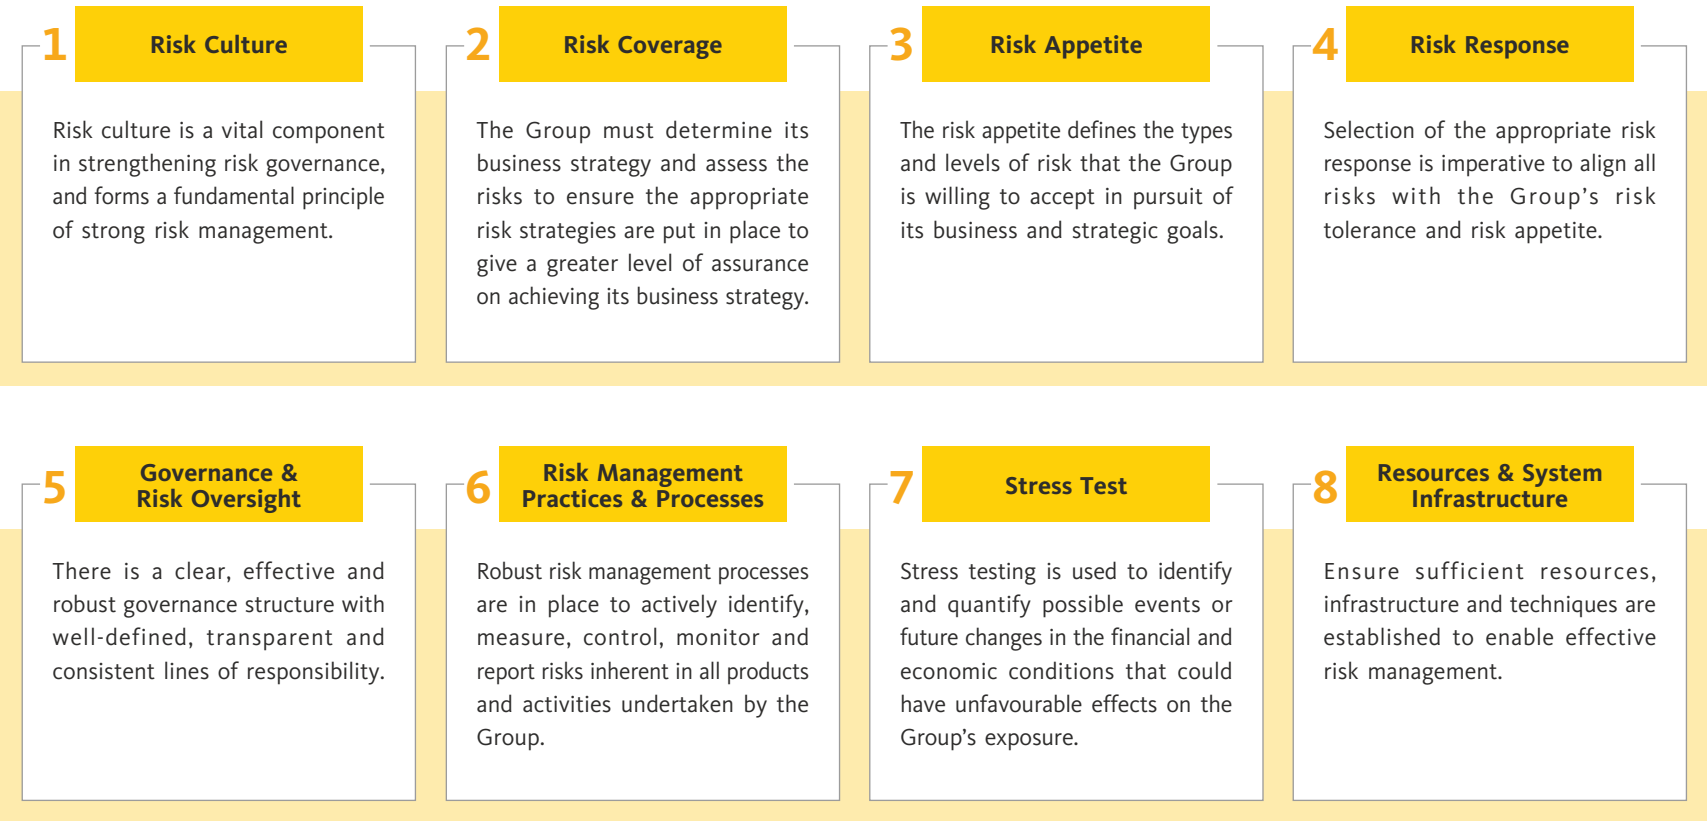 1
Risk Culture
Risk culture is a vital component
in strengthening risk governance,
and forms a fundamental principle
of strong risk management.
2
Risk Coverage
The Group must determine its
business strategy and assess the
risks to ensure the appropriate
risk strategies are put in place to
give a greater level of assurance
on achieving its business strategy.
3
Risk Appetite
The risk appetite defines the types
and levels of risk that the Group
is willing to accept in pursuit of
its business and strategic goals.
4
Risk Response
Selection of the appropriate risk
response is imperative to align all
risks with the Group's risk
tolerance and risk appetite.
5
Governance &
Risk Oversight
There is a clear, effective and
robust governance structure with
well-defined, transparent and
consistent lines of responsibility.
6
Risk Management
Practices & Processes
Robust risk management processes
are in place to actively identify,
measure, control, monitor and
report risks inherent in all products
and activities undertaken by the
Group.
7
Stress Test
Stress testing is used to identify
and quantify possible events or
future changes in the financial and
economic conditions that could
have unfavourable effects on the
Group's exposure.
8
Resources & System
Infrastructure
Ensure sufficient resources,
infrastructure and techniques are
established to enable effective
risk management.